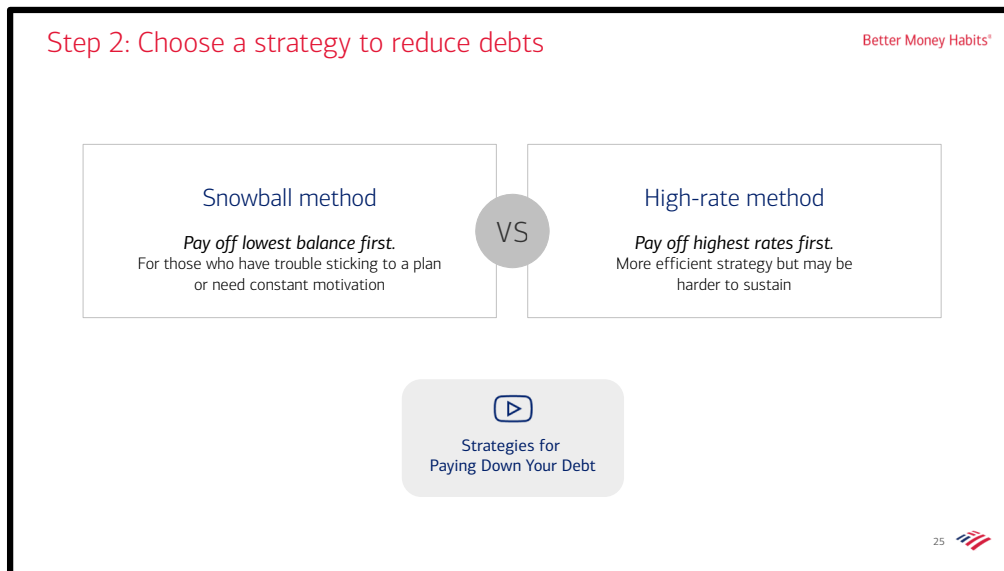 Step 2: Choose a strategy to reduce debts
Better Money Habits®
Snowball method
Pay off lowest balance first.
For those who have trouble sticking to a plan
or need constant motivation
VS
High-rate method
Pay off highest rates first.
More efficient strategy but may be
harder to sustain
Strategies for
Paying Down Your Debt
25